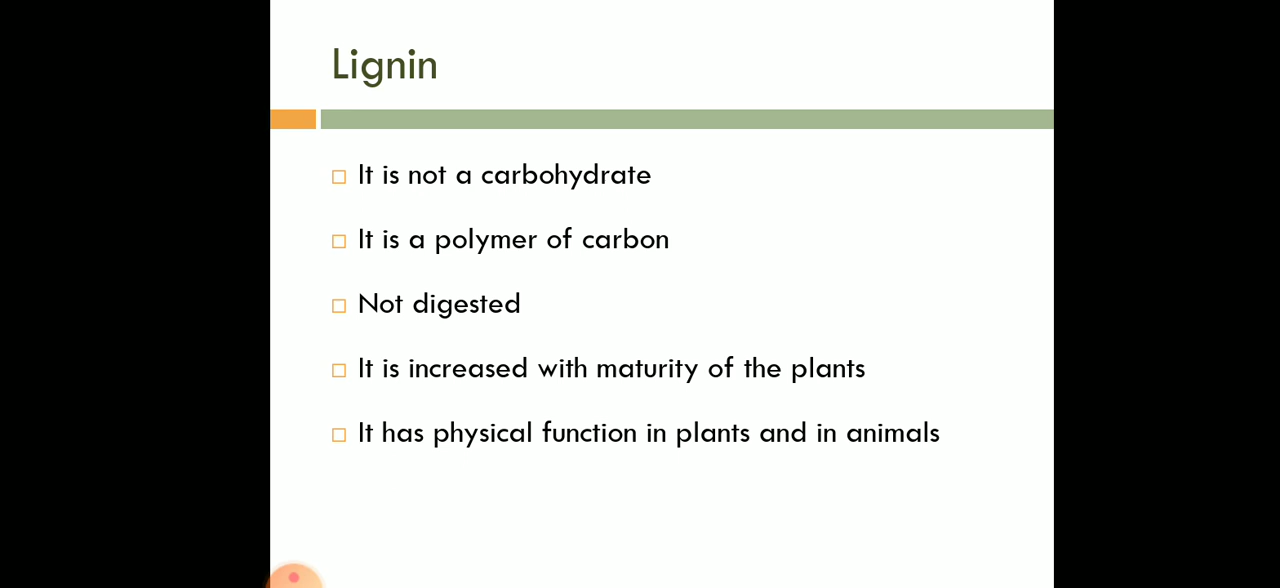 Lignin
It is not a carbohydrate
It is a polymer of carbon
Not digested
It is increased with maturity of the plants
It has physical function in plants and in animals